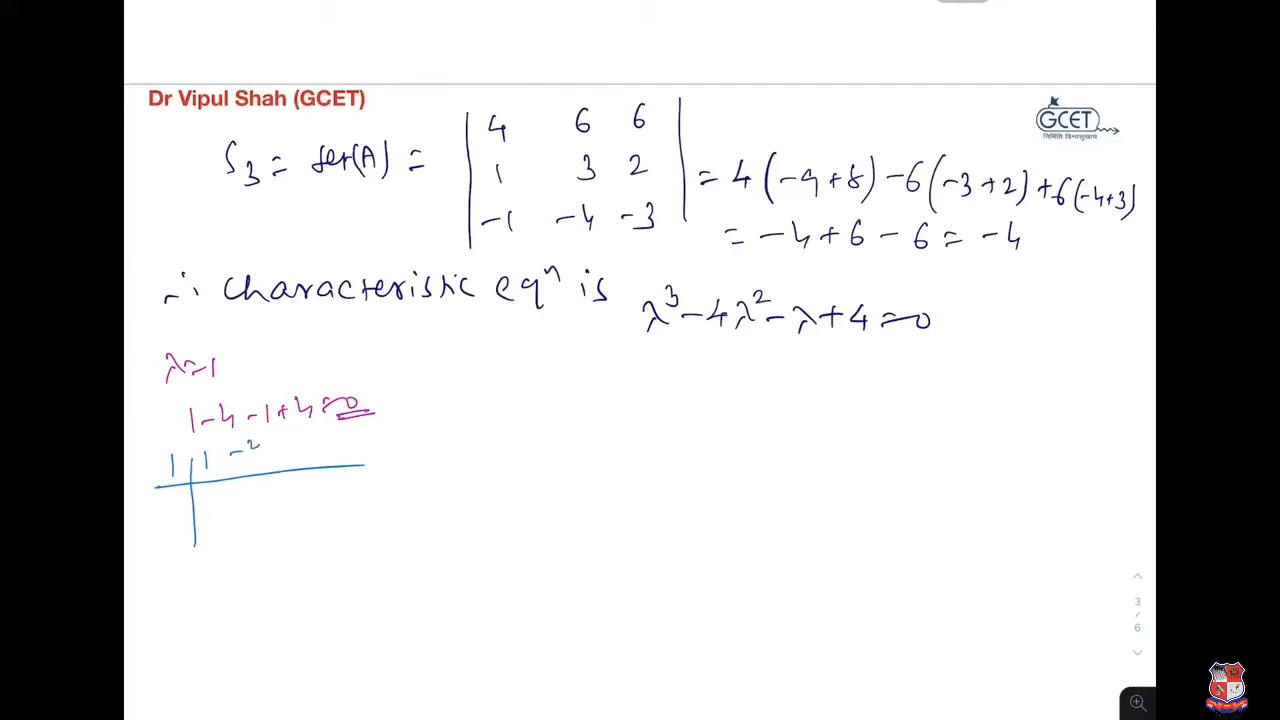 Dr Vipul Shah (GCET)
GCET
S₃ = det(A) = | 4 6 6 | = 4(-9+8) -6(-3+2) +6(-4+3)
| 1 3 2 |
| -1 -4 -3 |
= -4+6-6 = -4
∴ characteristic eqⁿ is λ³-4λ²-λ+4=0
λ=1
1-4-1+4=0
1 | 1 -2
3
/
6